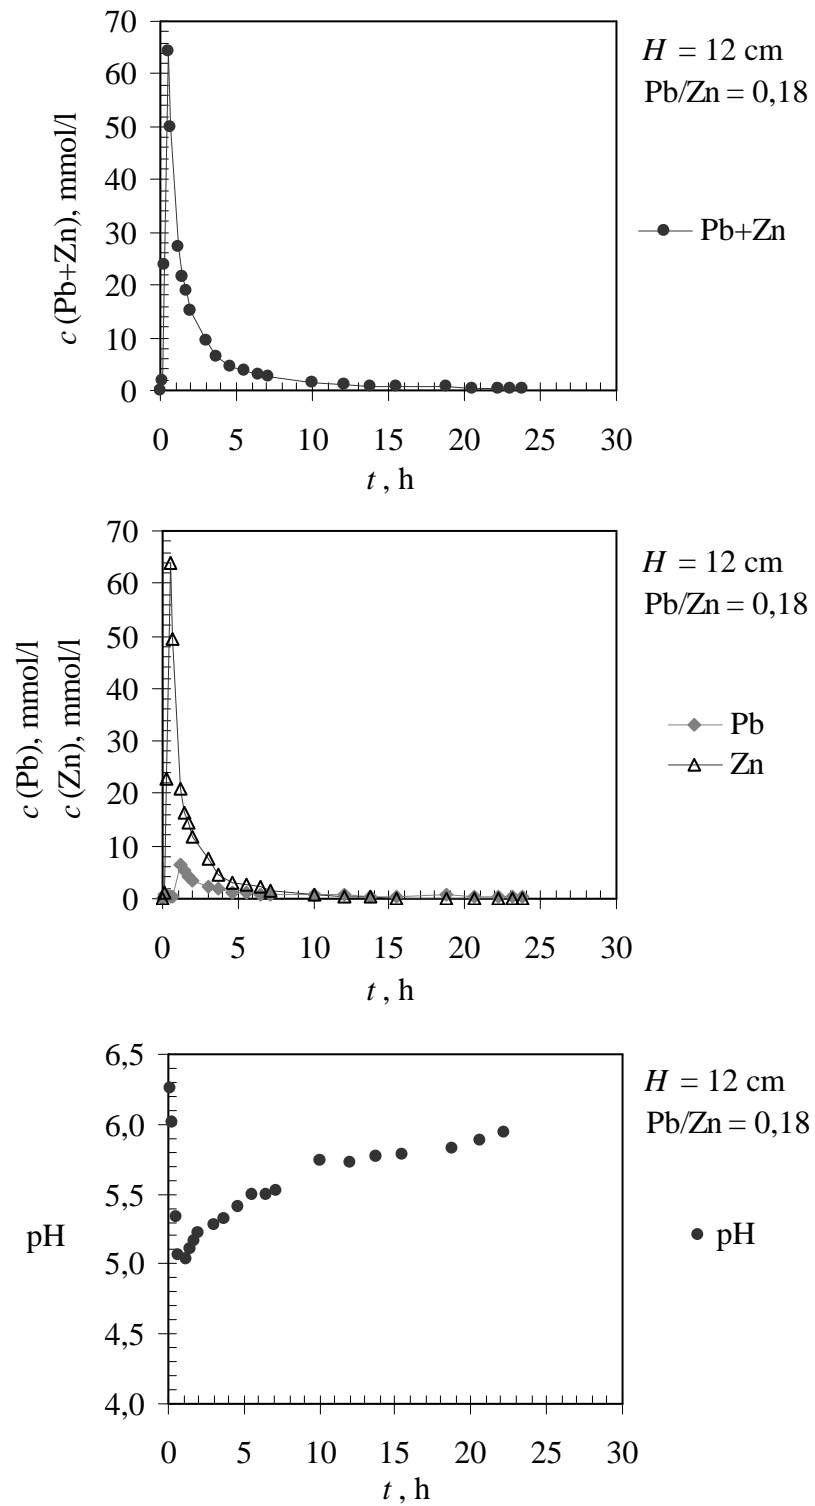 70
60
50
40
30
20
10
0
c (Pb+Zn), mmol/l
0 5 10 15 20 25 30
t , h
H = 12 cm
Pb/Zn = 0,18
Pb+Zn
70
60
50
40
30
20
10
0
c (Pb), mmol/l
c (Zn), mmol/l
0 5 10 15 20 25 30
t , h
H = 12 cm
Pb/Zn = 0,18
Pb
Zn
6,5
6,0
5,5
5,0
4,5
4,0
pH
0 5 10 15 20 25 30
t , h
H = 12 cm
Pb/Zn = 0,18
pH